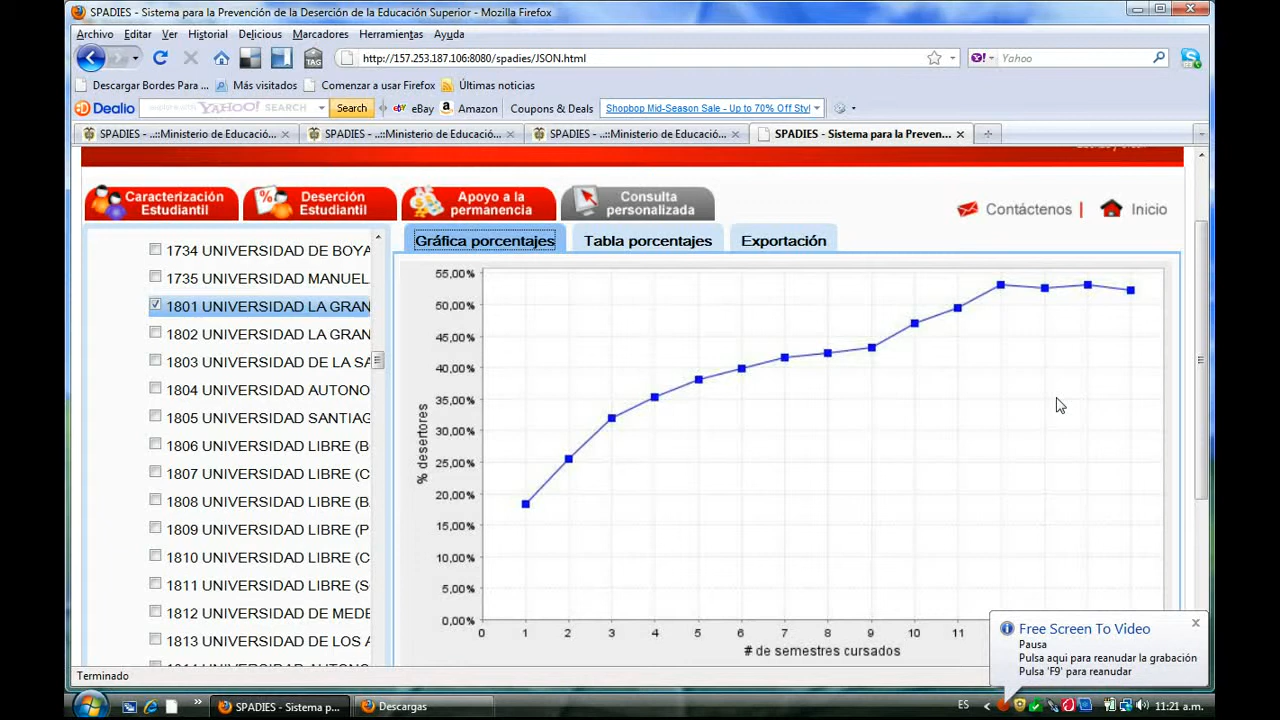 SPADIES - Sistema para la Prevención de la Deserción de la Educación Superior - Mozilla Firefox
Archivo Editar Ver Historial Delicious Marcadores Herramientas Ayuda
TAG http://157.253.187.106:8080/spadies/JSON.html Y! Yahoo
Descargar Bordes Para ... Más visitados Comenzar a usar Firefox Últimas noticias
Dealio YAHOO! SEARCH Search eBay Amazon Coupons & Deals Shopbop Mid-Season Sale - Up to 70% Off Styl
SPADIES - ..::Ministerio de Educació... SPADIES - ..::Ministerio de Educació... SPADIES - ..::Ministerio de Educació... SPADIES - Sistema para la Preven...
Caracterización Estudiantil
% Deserción Estudiantil
Apoyo a la permanencia
Consulta personalizada
Contáctenos | Inicio
Gráfica porcentajes Tabla porcentajes Exportación
1734 UNIVERSIDAD DE BOYA
1735 UNIVERSIDAD MANUEL
1801 UNIVERSIDAD LA GRAN
1802 UNIVERSIDAD LA GRAN
1803 UNIVERSIDAD DE LA SA
1804 UNIVERSIDAD AUTONO
1805 UNIVERSIDAD SANTIAG
1806 UNIVERSIDAD LIBRE (B
1807 UNIVERSIDAD LIBRE (C
1808 UNIVERSIDAD LIBRE (B
1809 UNIVERSIDAD LIBRE (P
1810 UNIVERSIDAD LIBRE (C
1811 UNIVERSIDAD LIBRE (S
1812 UNIVERSIDAD DE MEDE
1813 UNIVERSIDAD DE LOS A
55,00%
50,00%
45,00%
40,00%
35,00%
30,00%
25,00%
20,00%
15,00%
10,00%
5,00%
0,00%
% desertores
0 1 2 3 4 5 6 7 8 9 10 11
# de semestres cursados
Free Screen To Video
Pausa
Pulsa aqui para reanudar la grabación
Pulsa 'F9' para reanudar
Terminado
SPADIES - Sistema p... Descargas ES 11:21 a.m.